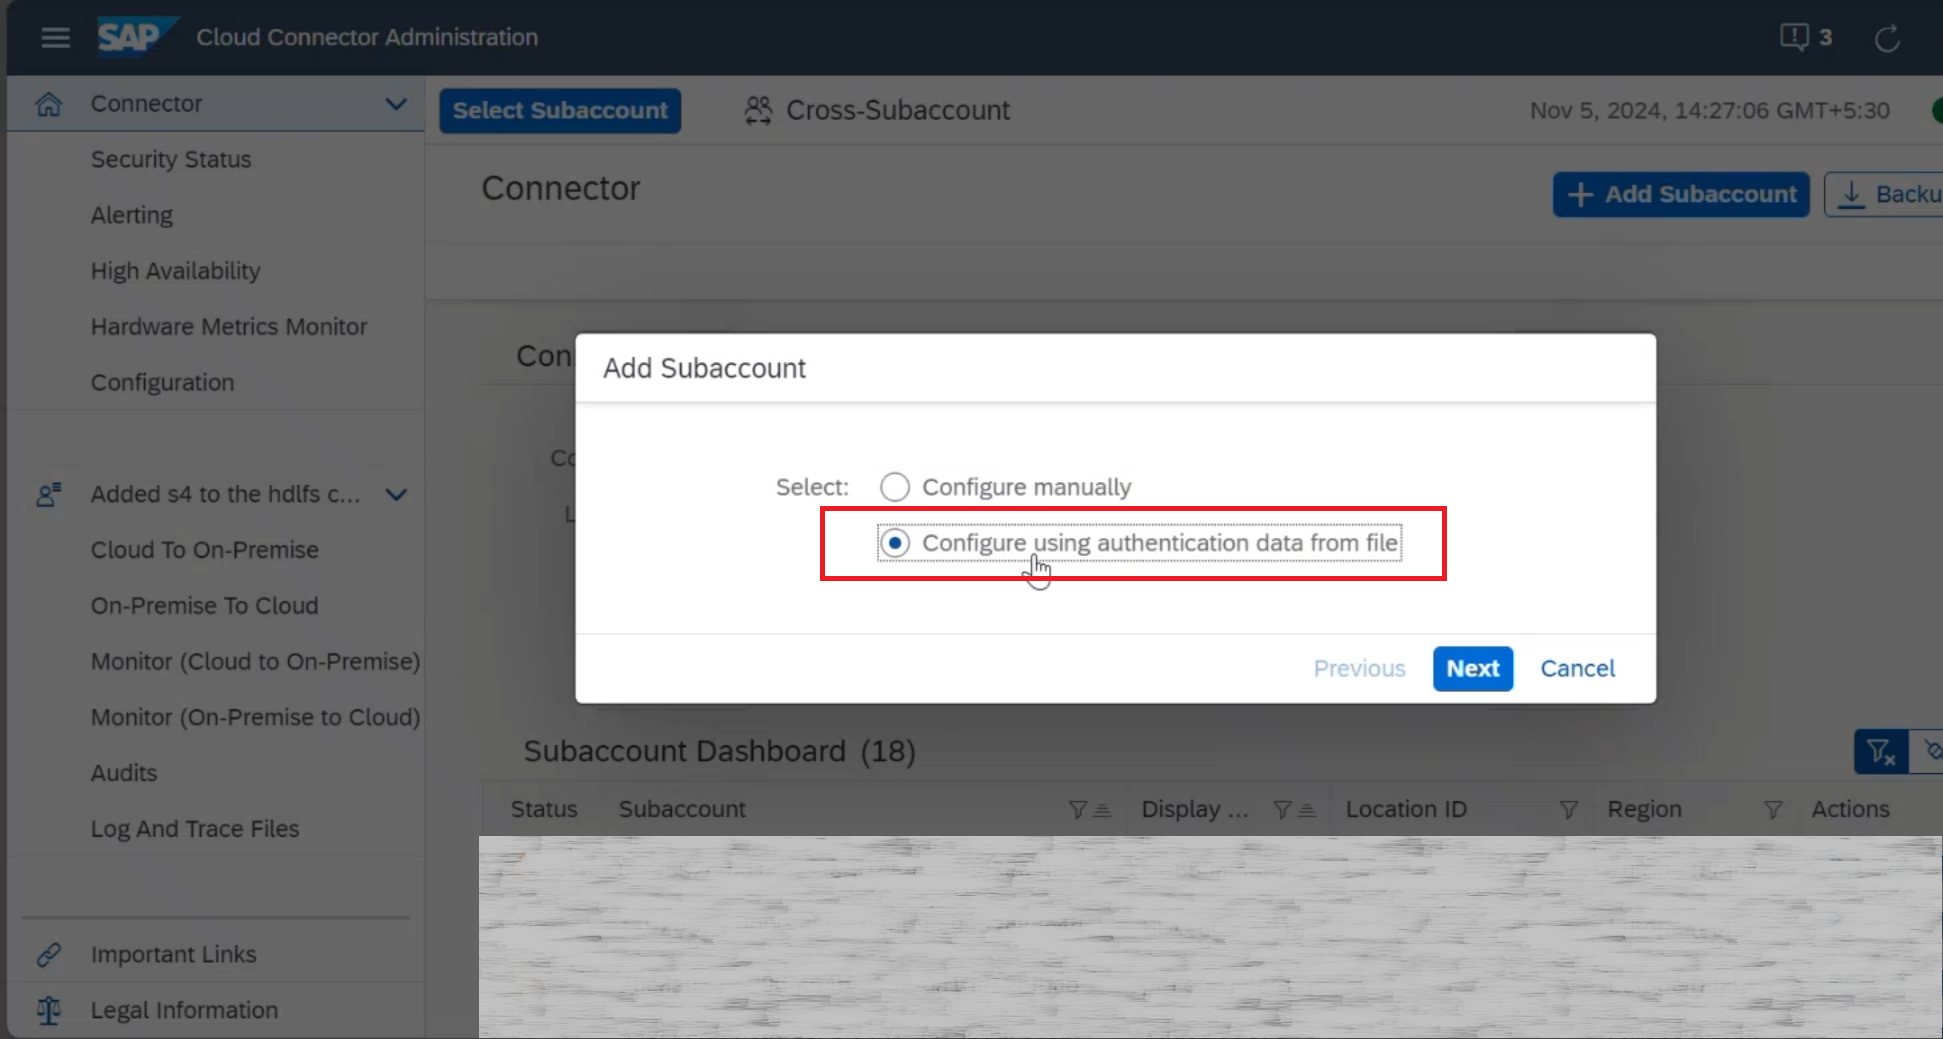 SAP Cloud Connector Administration 3
Connector
Select Subaccount Cross-Subaccount Nov 5, 2024, 14:27:06 GMT+5:30
Security Status
Alerting
High Availability
Hardware Metrics Monitor
Configuration
Added s4 to the hdlfs c...
Cloud To On-Premise
On-Premise To Cloud
Monitor (Cloud to On-Premise)
Monitor (On-Premise to Cloud)
Audits
Log And Trace Files
Important Links
Legal Information
Connector
Add Subaccount Backu
Con
Co
L
Add Subaccount
Select: Configure manually
Configure using authentication data from file
Previous Next Cancel
Subaccount Dashboard (18)
Status Subaccount Display ... Location ID Region Actions